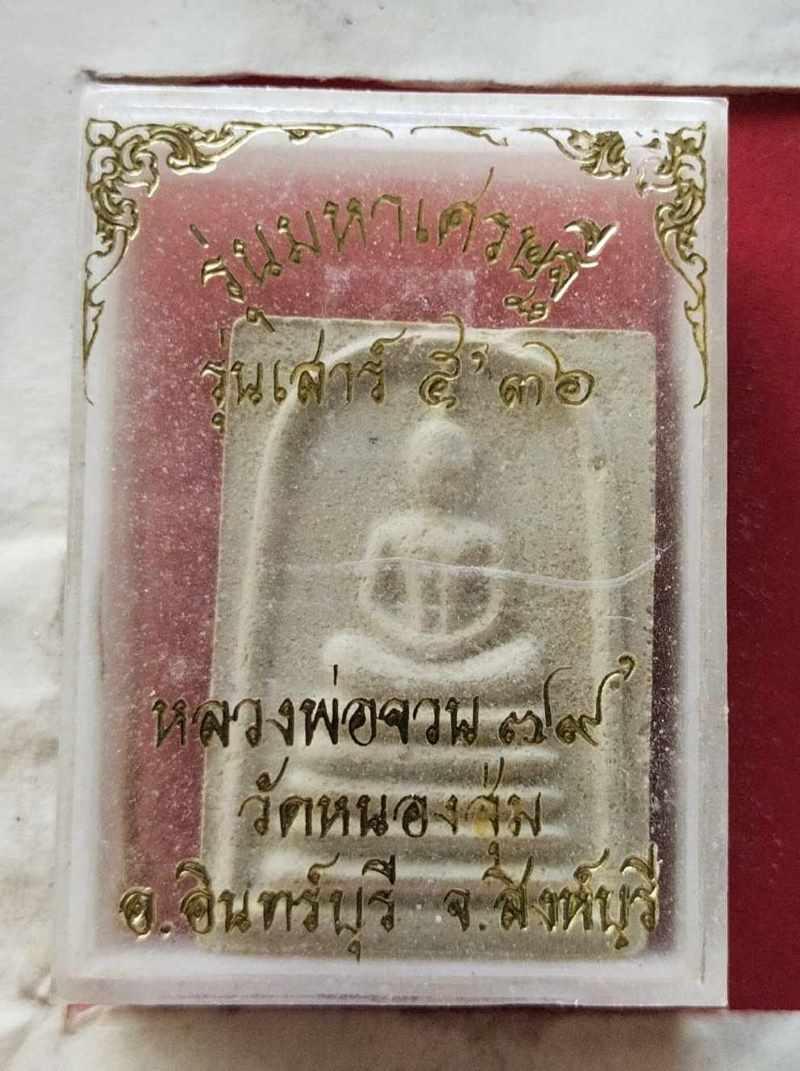 รุ่นมหาเศรษฐี
รุ่นเสาร์ ๕' ๓๖
หลวงพ่อจวน ๗๙
วัดหนองสุ่ม
อ.อินทร์บุรี จ.สิงห์บุรี